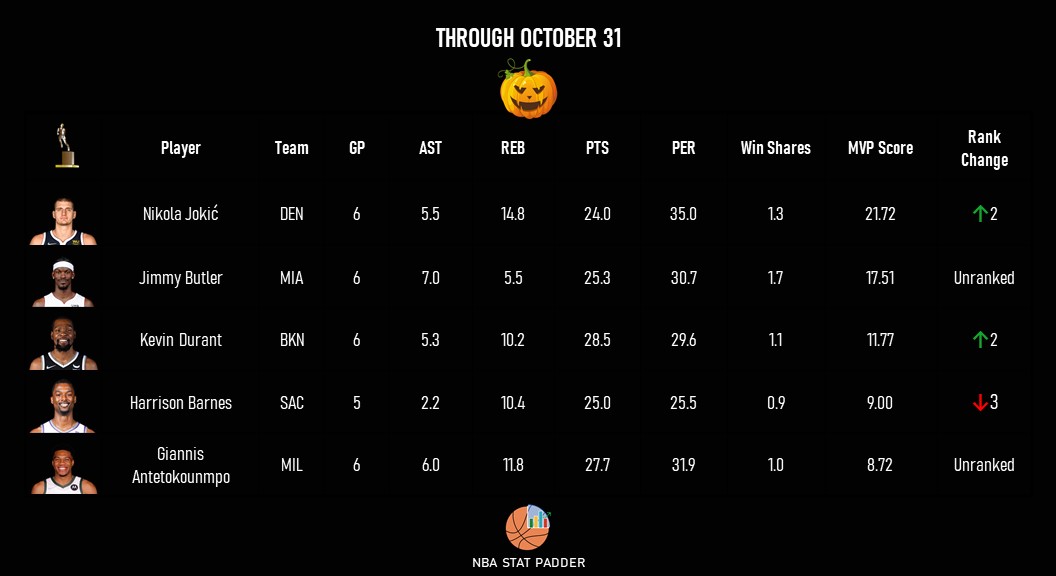 THROUGH OCTOBER 31
Player Team GP AST REB PTS PER Win Shares MVP Score Rank Change
Nikola Jokić DEN 6 5.5 14.8 24.0 35.0 1.3 21.72 ↑2
Jimmy Butler MIA 6 7.0 5.5 25.3 30.7 1.7 17.51 Unranked
Kevin Durant BKN 6 5.3 10.2 28.5 29.6 1.1 11.77 ↑2
Harrison Barnes SAC 5 2.2 10.4 25.0 25.5 0.9 9.00 ↓3
Giannis Antetokounmpo MIL 6 6.0 11.8 27.7 31.9 1.0 8.72 Unranked
NBA STAT PADDER